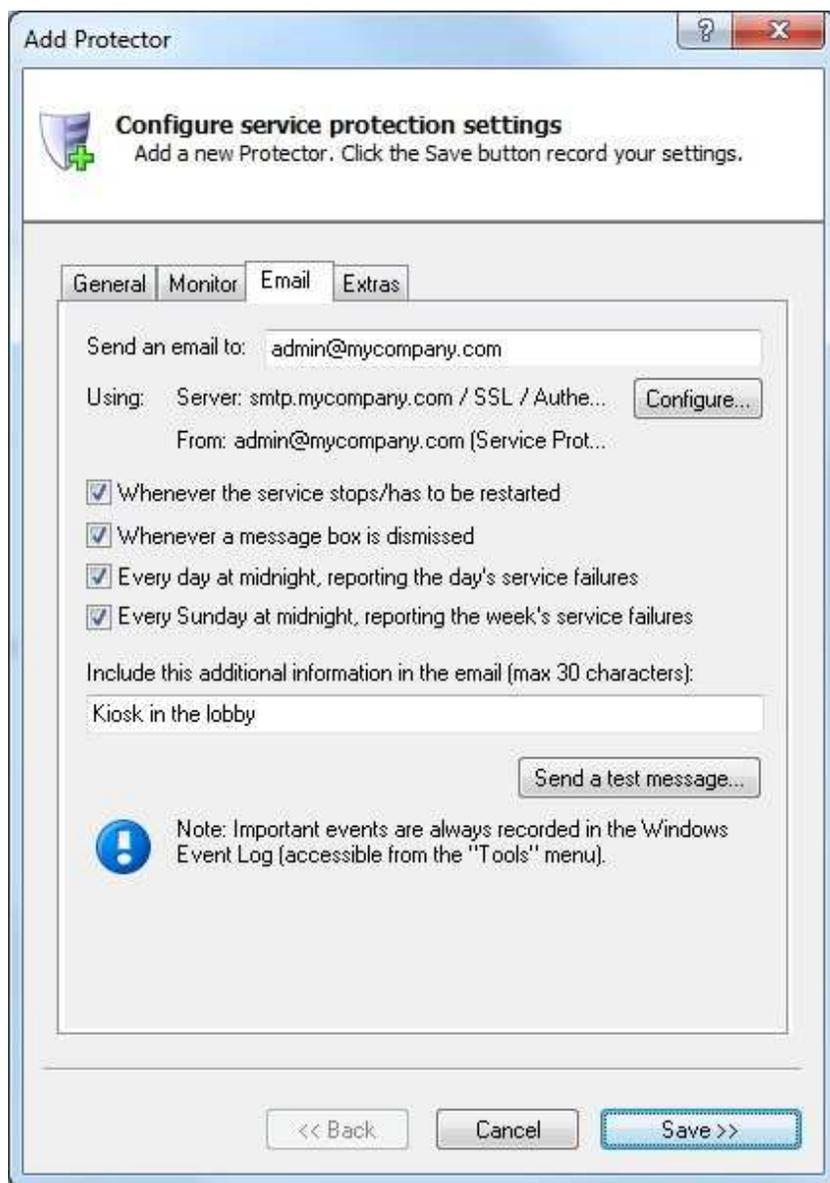 Add Protector
Configure service protection settings
Add a new Protector. Click the Save button record your settings.
General Monitor Email Extras
Send an email to: admin@mycompany.com
Using: Server: smtp.mycompany.com / SSL / Authe... Configure...
From: admin@mycompany.com (Service Prot...
Whenever the service stops/has to be restarted
Whenever a message box is dismissed
Every day at midnight, reporting the day's service failures
Every Sunday at midnight, reporting the week's service failures
Include this additional information in the email (max 30 characters):
Kiosk in the lobby
Send a test message...
Note: Important events are always recorded in the Windows
Event Log (accessible from the "Tools" menu).
<< Back Cancel Save >>